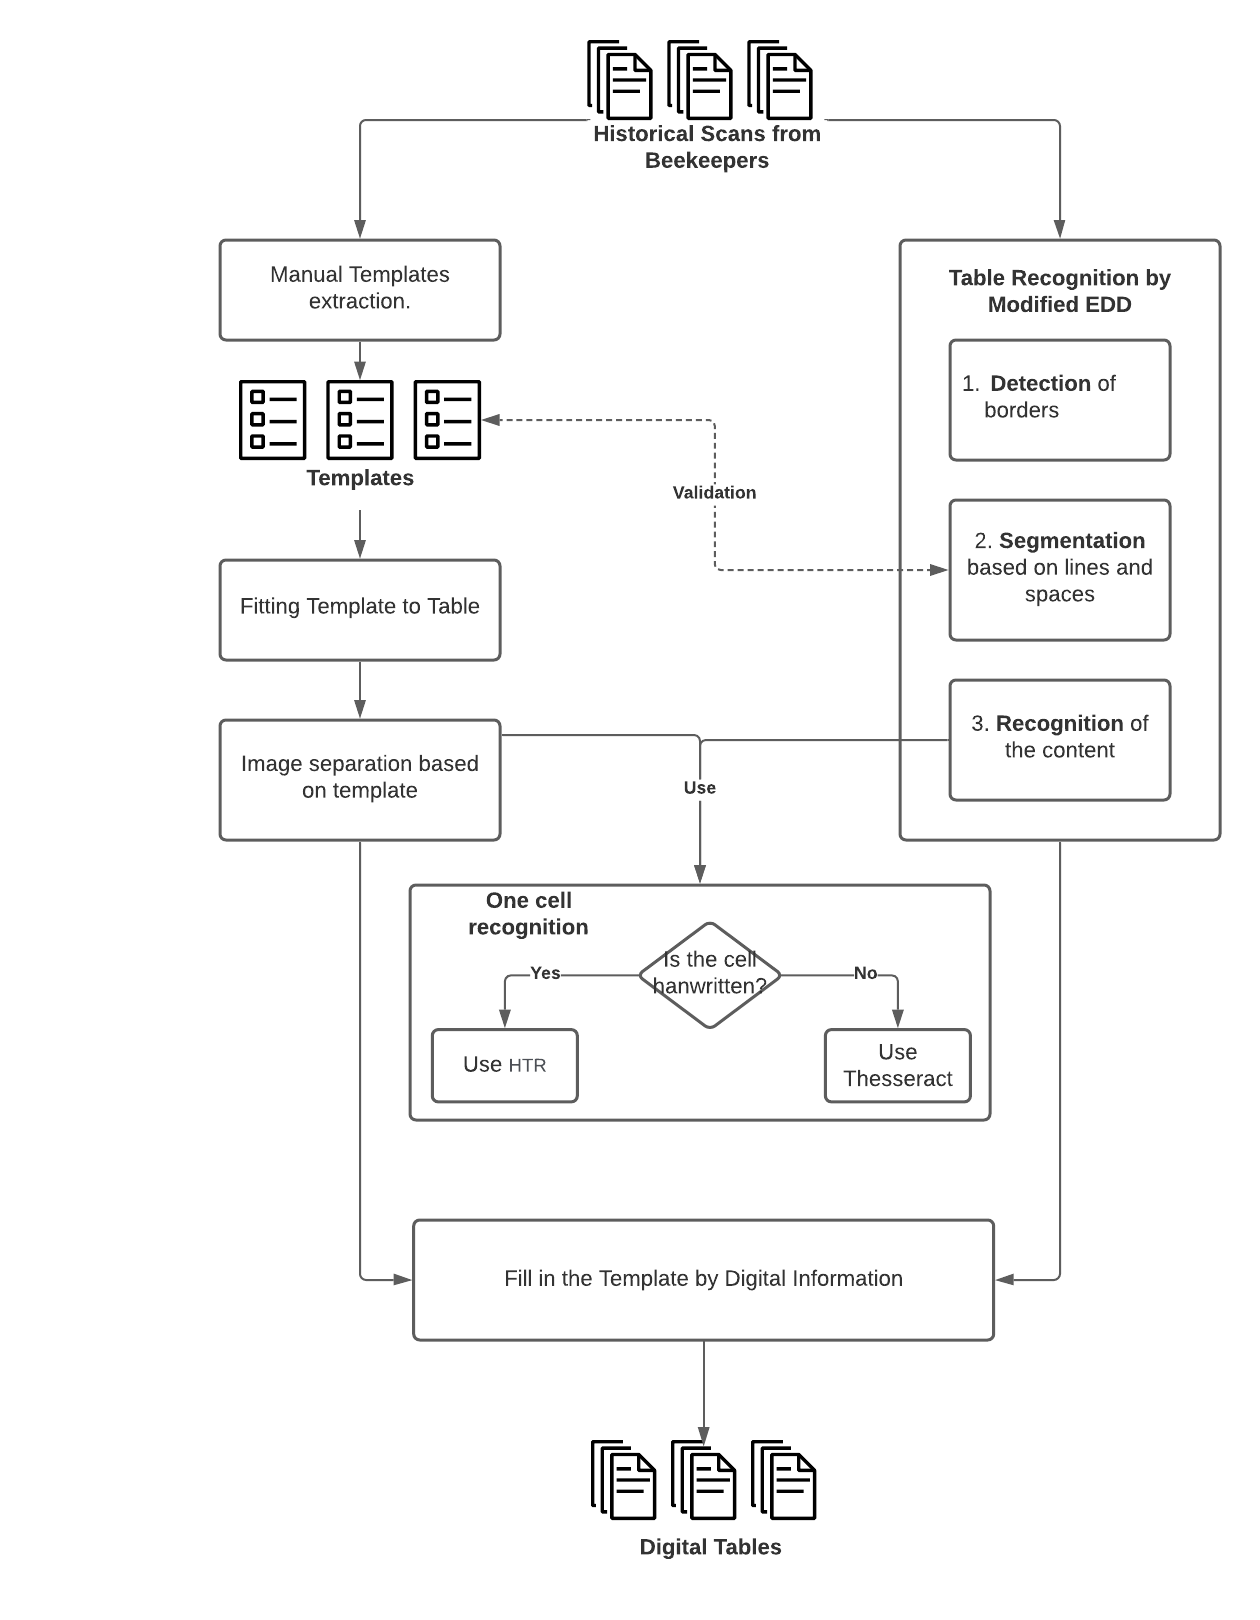 Historical Scans from
Beekeepers
Manual Templates
extraction.
Templates
Fitting Template to Table
Image separation based
on template
Table Recognition by
Modified EDD
1. Detection of
borders
2. Segmentation
based on lines and
spaces
3. Recognition of
the content
Validation
Use
One cell
recognition
Is the cell
hanwritten?
Yes
No
Use HTR
Use
Thesseract
Fill in the Template by Digital Information
Digital Tables